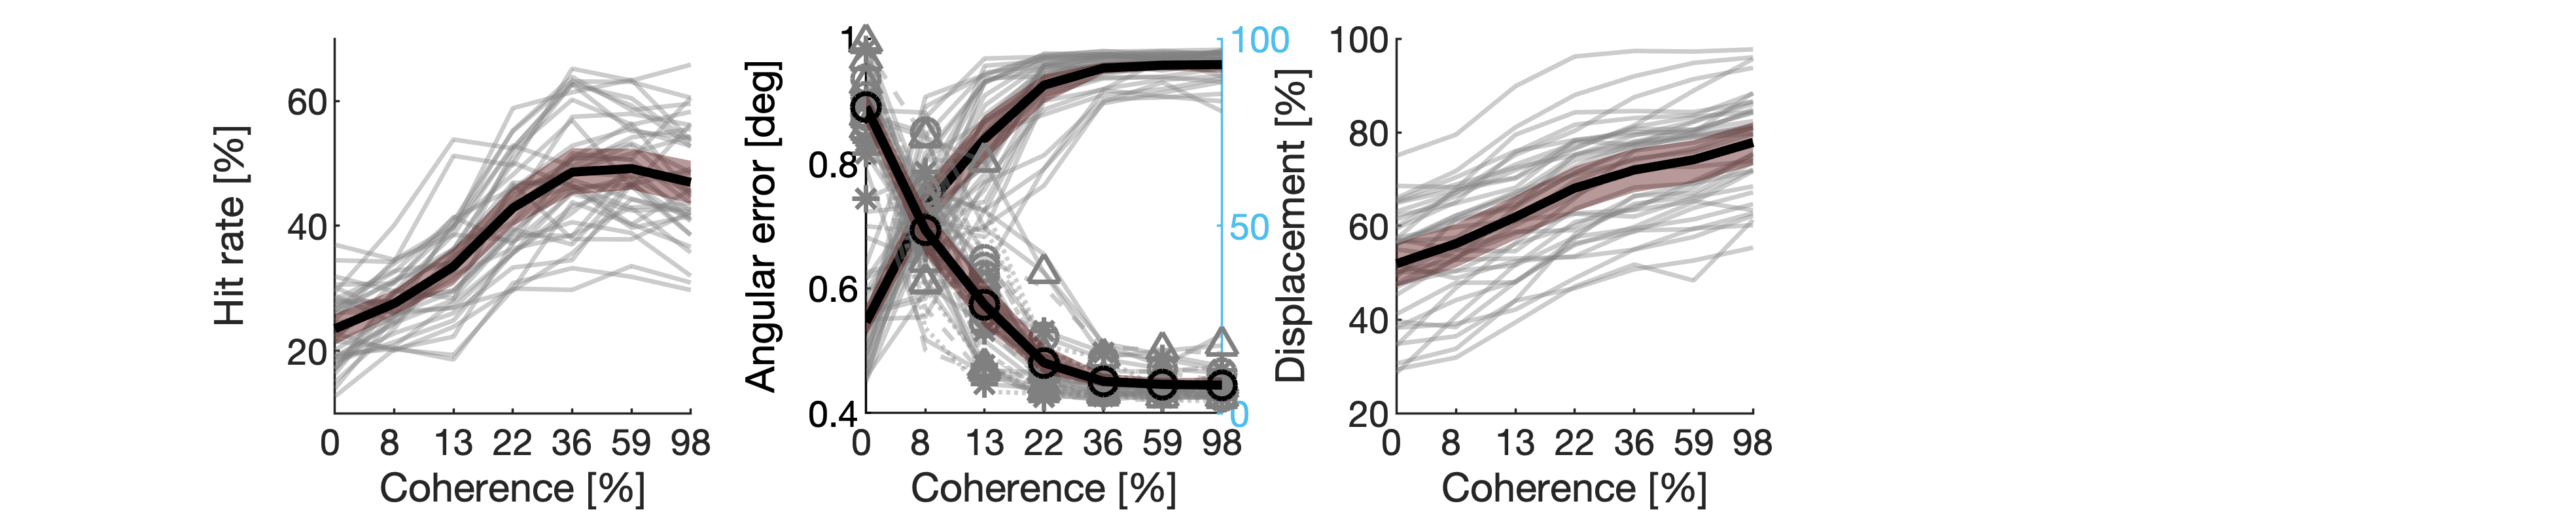 Hit rate [%]
60
40
20
0 8 13 22 36 59 98
Coherence [%]
Angular error [deg]
1
0.8
0.6
0.4
100
50
0
0 8 13 22 36 59 98
Coherence [%]
Displacement [%]
100
80
60
40
20
0 8 13 22 36 59 98
Coherence [%]